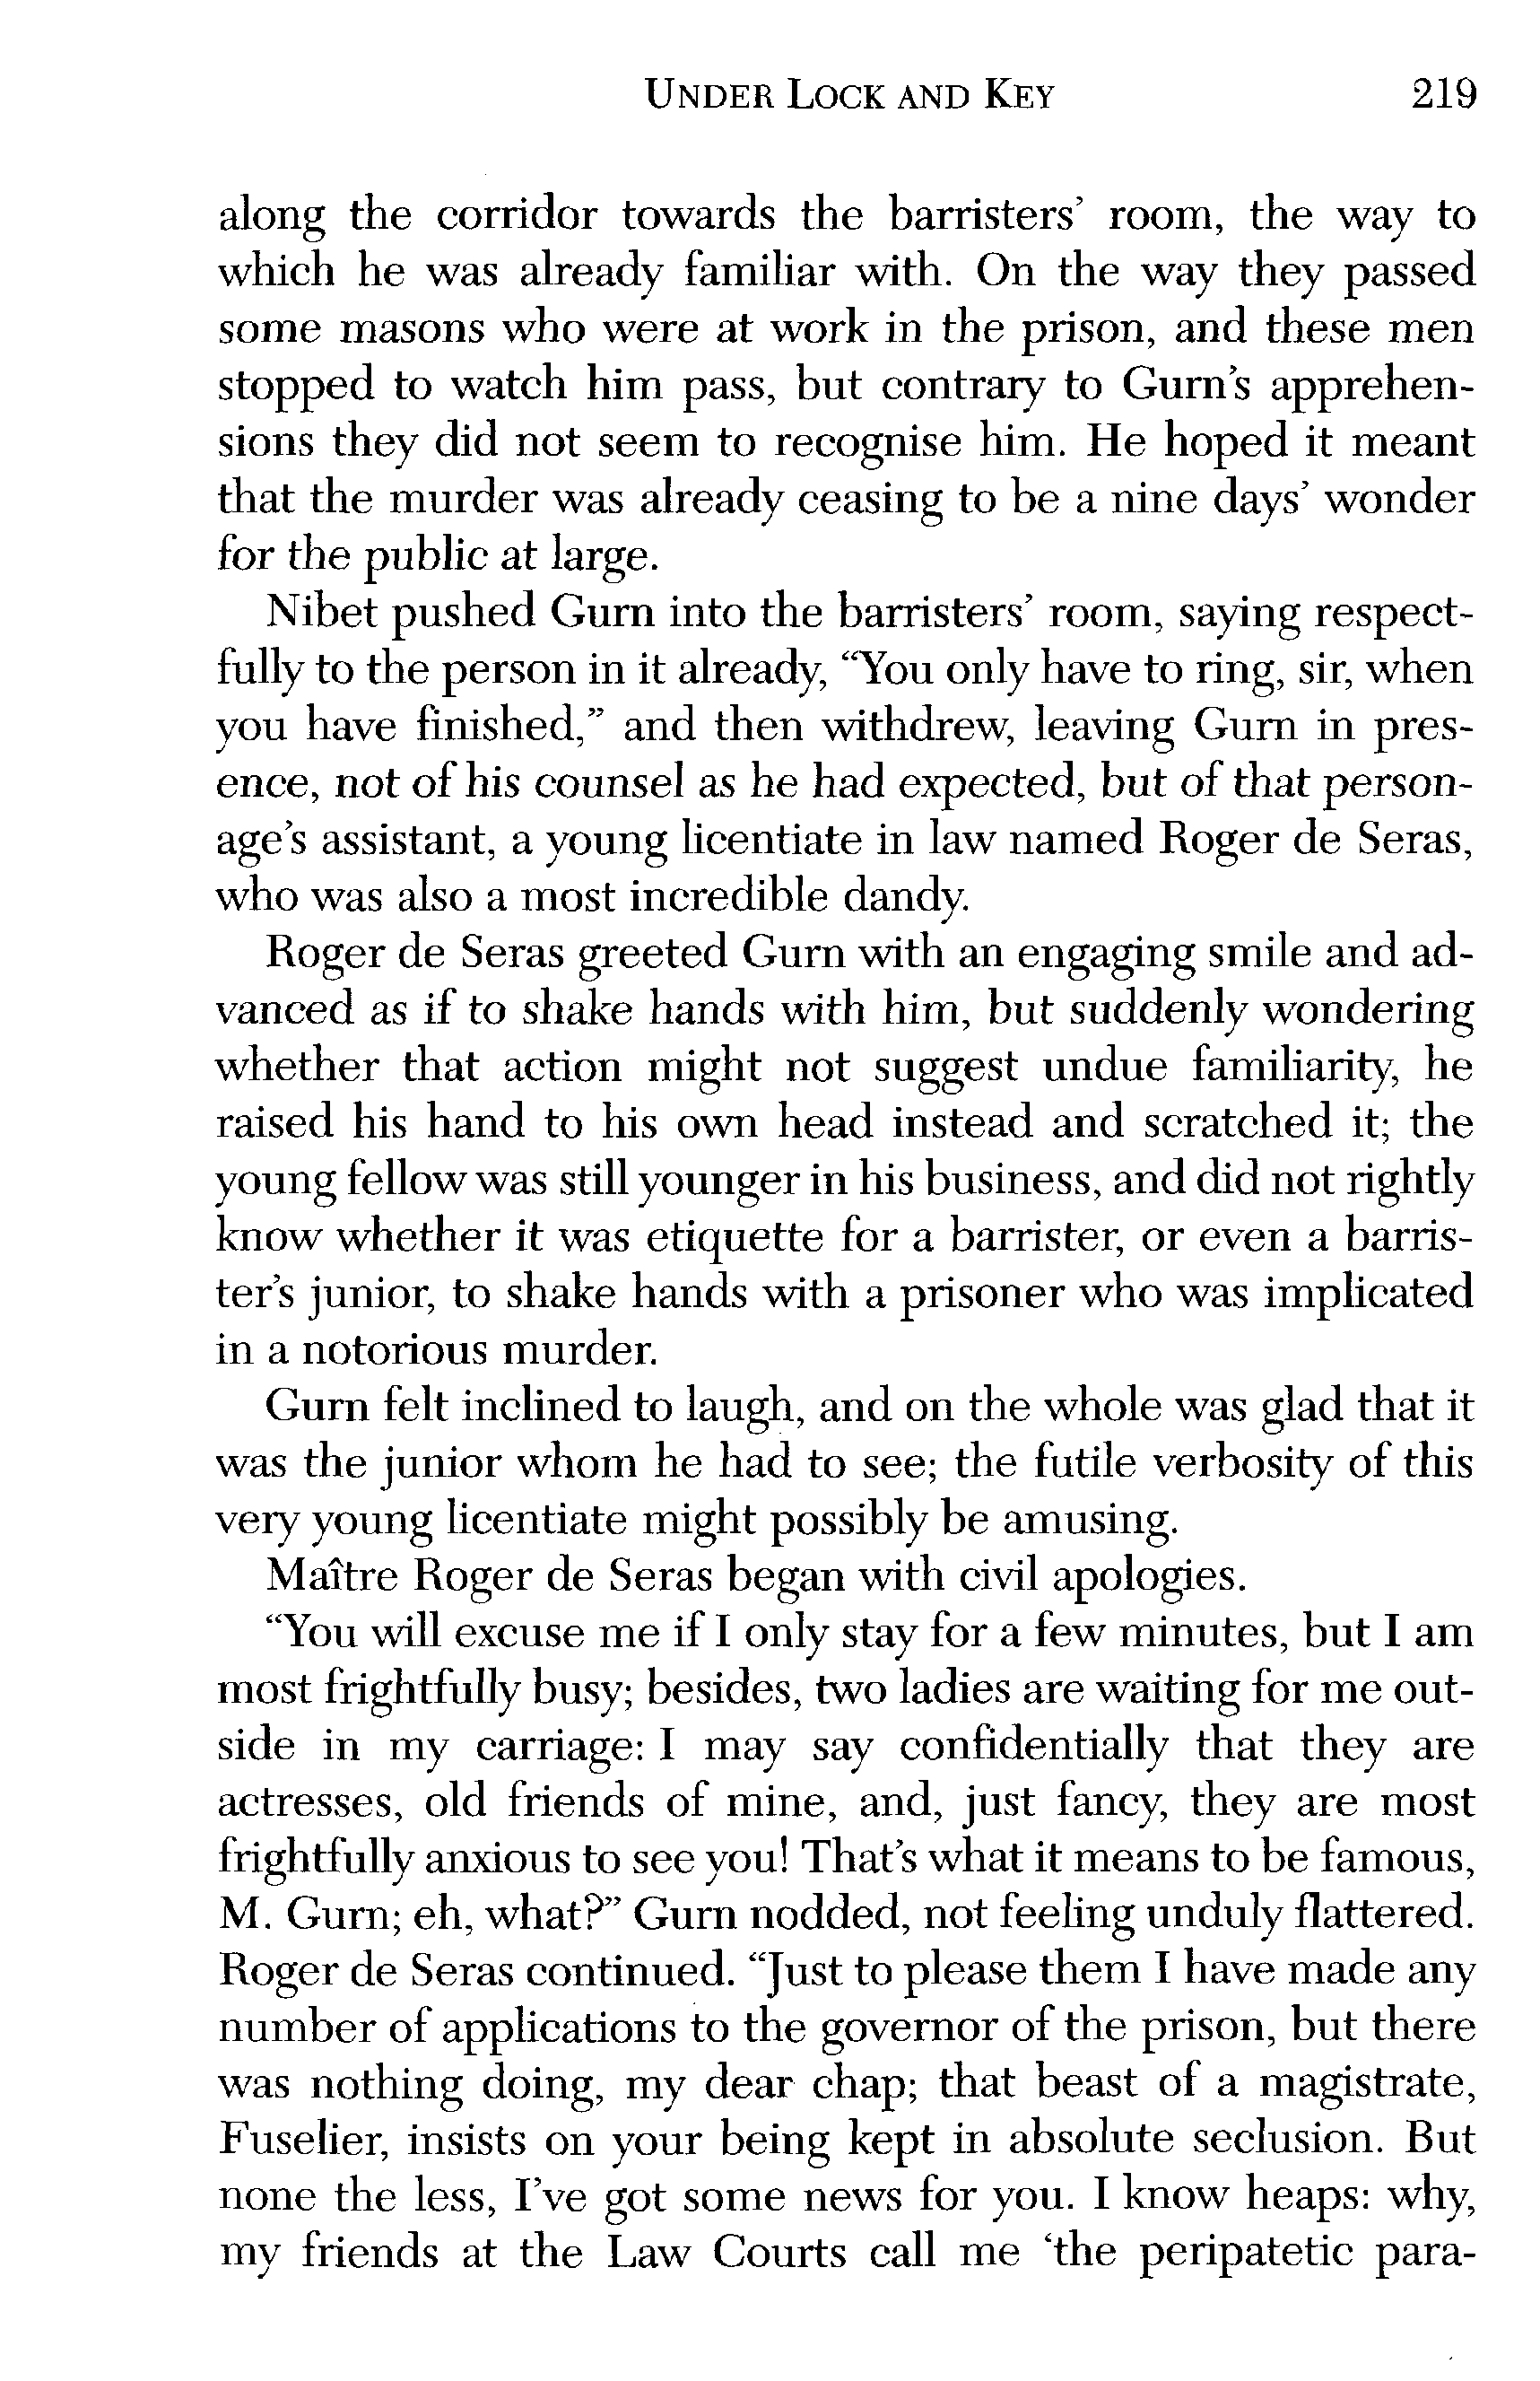 UNDER LOCK AND KEY 219
along the corridor towards the barristers’ room, the way to
which he was already familiar with. On the way they passed
some masons who were at work in the prison, and these men
stopped to watch him pass, but contrary to Gurn’s apprehen-
sions they did not seem to recognise him. He hoped it meant
that the murder was already ceasing to be a nine days’ wonder
for the public at large.
Nibet pushed Gurn into the barristers’ room, saying respect-
fully to the person in it already, “You only have to ring, sir, when
you have finished,” and then withdrew, leaving Gurn in pres-
ence, not of his counsel as he had expected, but of that person-
age’s assistant, a young licentiate in law named Roger de Seras,
who was also a most incredible dandy.
Roger de Seras greeted Gurn with an engaging smile and ad-
vanced as if to shake hands with him, but suddenly wondering
whether that action might not suggest undue familiarity, he
raised his hand to his own head instead and scratched it; the
young fellow was still younger in his business, and did not rightly
know whether it was etiquette for a barrister, or even a barris-
ter’s junior, to shake hands with a prisoner who was implicated
in a notorious murder.
Gurn felt inclined to laugh, and on the whole was glad that it
was the junior whom he had to see; the futile verbosity of this
very young licentiate might possibly be amusing.
Maître Roger de Seras began with civil apologies.
“You will excuse me if I only stay for a few minutes, but I am
most frightfully busy; besides, two ladies are waiting for me out-
side in my carriage: I may say confidentially that they are
actresses, old friends of mine, and, just fancy, they are most
frightfully anxious to see you! That’s what it means to be famous,
M. Gurn; eh, what?” Gurn nodded, not feeling unduly flattered.
Roger de Seras continued. “Just to please them I have made any
number of applications to the governor of the prison, but there
was nothing doing, my dear chap; that beast of a magistrate,
Fuselier, insists on your being kept in absolute seclusion. But
none the less, I’ve got some news for you. I know heaps: why,
my friends at the Law Courts call me ‘the peripatetic para-